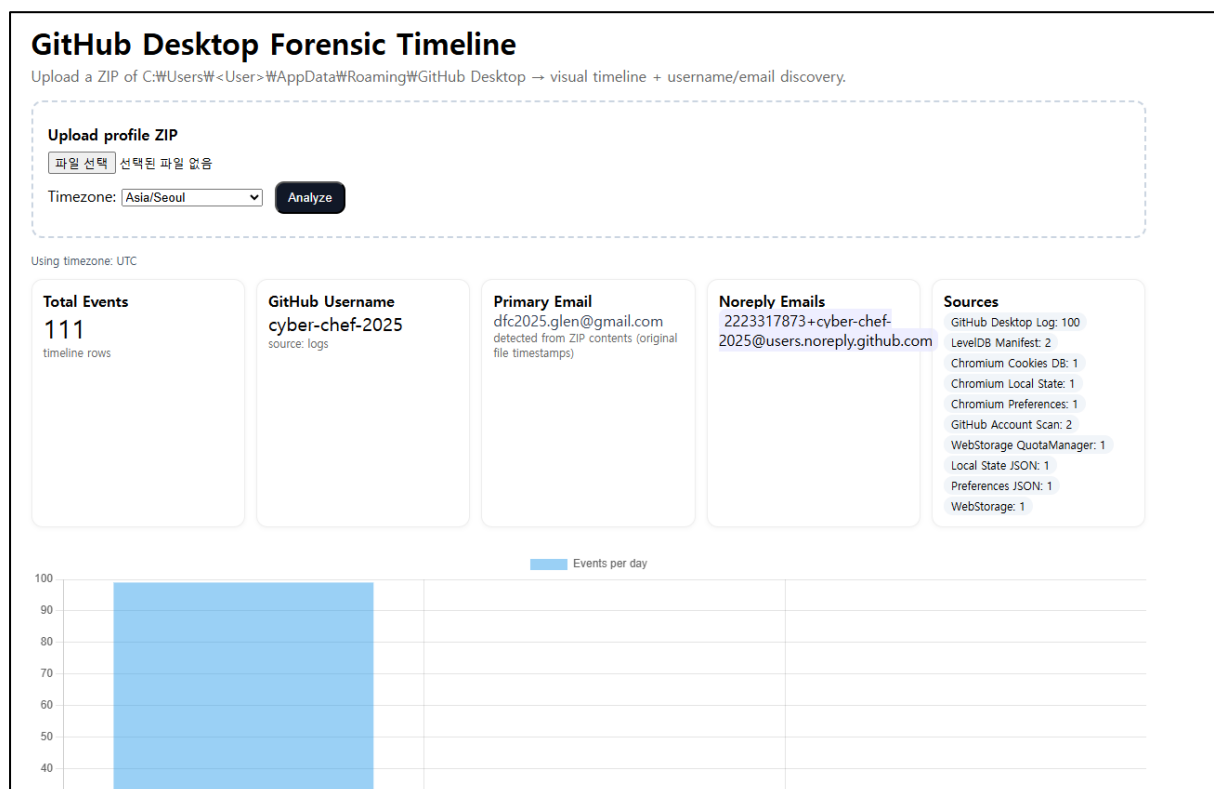 GitHub Desktop Forensic Timeline
Upload a ZIP of C:₩Users₩<User>₩AppData₩Roaming₩GitHub Desktop → visual timeline + username/email discovery.
Upload profile ZIP
파일 선택 선택된 파일 없음
Timezone: Asia/Seoul Analyze
Using timezone: UTC
Total Events
111
timeline rows
GitHub Username
cyber-chef-2025
source: logs
Primary Email
dfc2025.glen@gmail.com
detected from ZIP contents (original
file timestamps)
Noreply Emails
2223317873+cyber-chef-
2025@users.noreply.github.com
Sources
GitHub Desktop Log: 100
LevelDB Manifest: 2
Chromium Cookies DB: 1
Chromium Local State: 1
Chromium Preferences: 1
GitHub Account Scan: 2
WebStorage QuotaManager: 1
Local State JSON: 1
Preferences JSON: 1
WebStorage: 1
Events per day
100
90
80
70
60
50
40